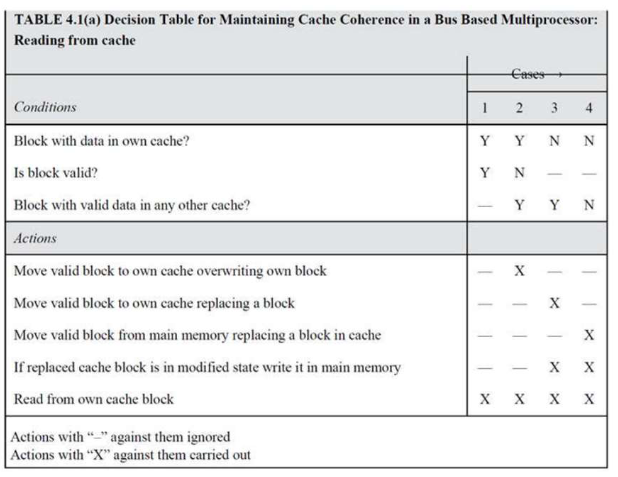 TABLE 4.1(a) Decision Table for Maintaining Cache Coherence in a Bus Based Multiprocessor:
Reading from cache
Cases →
Conditions 1 2 3 4
Block with data in own cache? Y Y N N
Is block valid? Y N — —
Block with valid data in any other cache? — Y Y N
Actions
Move valid block to own cache overwriting own block — X — —
Move valid block to own cache replacing a block — — X —
Move valid block from main memory replacing a block in cache — — — X
If replaced cache block is in modified state write it in main memory — — X X
Read from own cache block X X X X
Actions with “–” against them ignored
Actions with “X” against them carried out